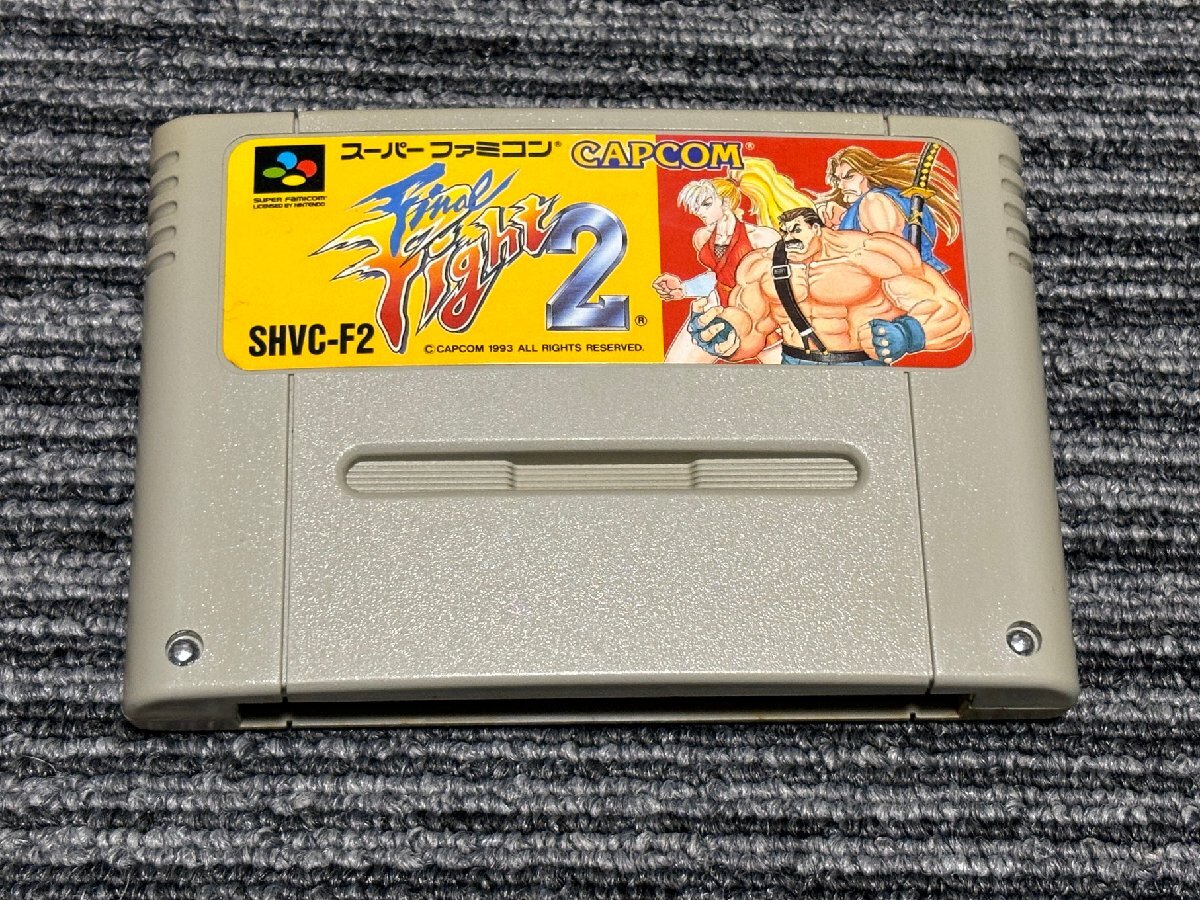 スーパーファミコン® CAPCOM®
SUPER FAMICOM
LICENSED BY NINTENDO
Final
Fight 2®
SHVC-F2
©CAPCOM 1993 ALL RIGHTS RESERVED.